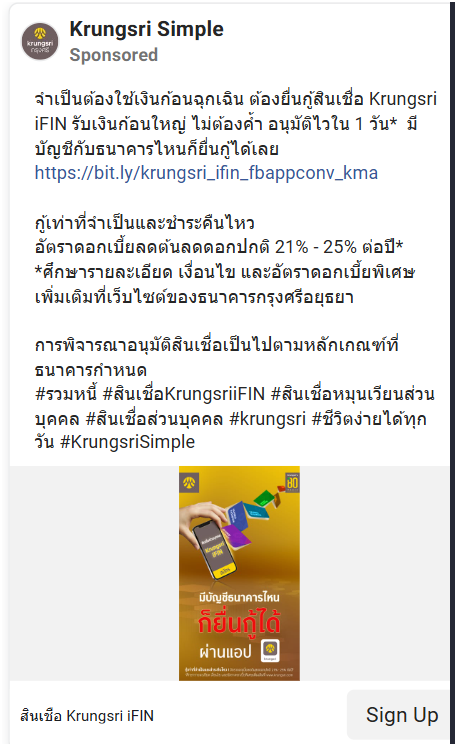 Krungsri Simple
Sponsored
krungsri
กรุงศรี
จำเป็นต้องใช้เงินก้อนฉุกเฉิน ต้องยื่นกู้สินเชื่อ Krungsri
iFIN รับเงินก้อนใหญ่ ไม่ต้องค้ำ อนุมัติไวใน 1 วัน* มี
บัญชีกับธนาคารไหนก็ยื่นกู้ได้เลย
https://bit.ly/krungsri_ifin_fbappconv_kma
กู้เท่าที่จำเป็นและชำระคืนไหว
อัตราดอกเบี้ยลดต้นลดดอกปกติ 21% - 25% ต่อปี*
*ศึกษารายละเอียด เงื่อนไข และอัตราดอกเบี้ยพิเศษ
เพิ่มเติมที่เว็บไซต์ของธนาคารกรุงศรีอยุธยา
การพิจารณาอนุมัติสินเชื่อเป็นไปตามหลักเกณฑ์ที่
ธนาคารกำหนด
#รวมหนี้ #สินเชื่อKrungsriiFIN #สินเชื่อหมุนเวียนส่วน
บุคคล #สินเชื่อส่วนบุคคล #krungsri #ชีวิตง่ายได้ทุก
วัน #KrungsriSimple
Krungsri
iFIN
มีบัญชีธนาคารไหน
ก็ยื่นกู้ได้
ผ่านแอป
krungsri
สินเชื่อ Krungsri iFIN
Sign Up